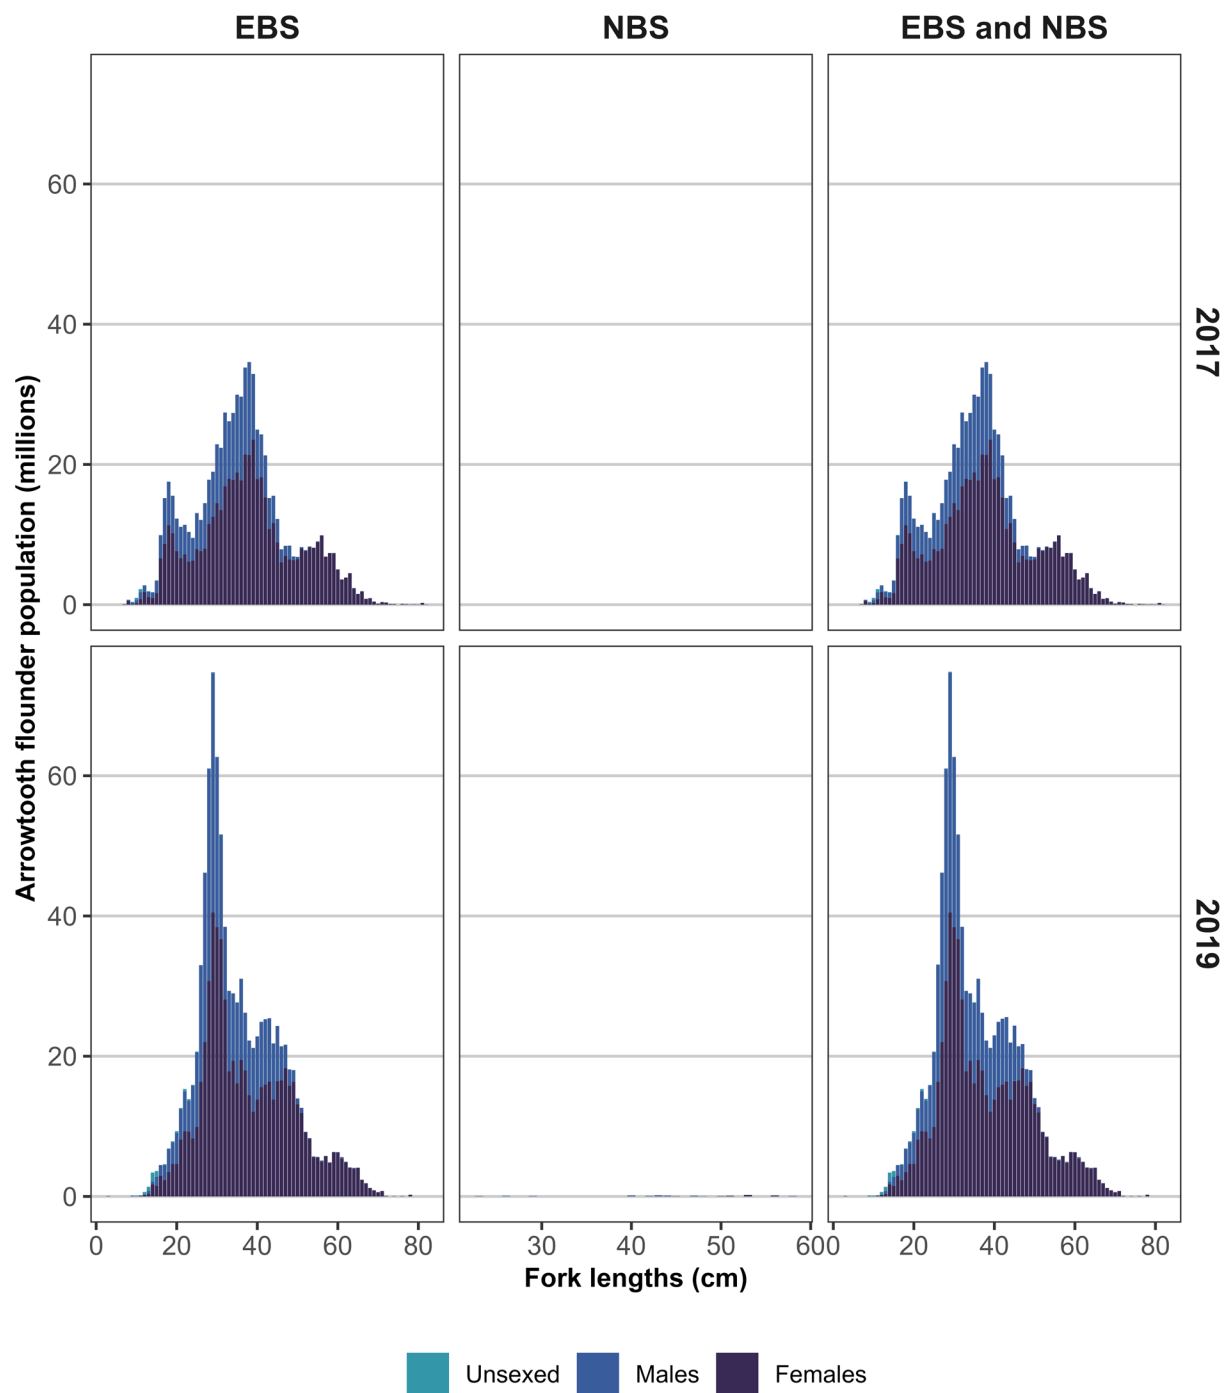 EBS NBS EBS and NBS
Arrowtooth flounder population (millions)
60
40
20
0
2017
60
40
20
0
2019
0 20 40 60 80 30 40 50 60 0 20 40 60 80
Fork lengths (cm)
Unsexed Males Females